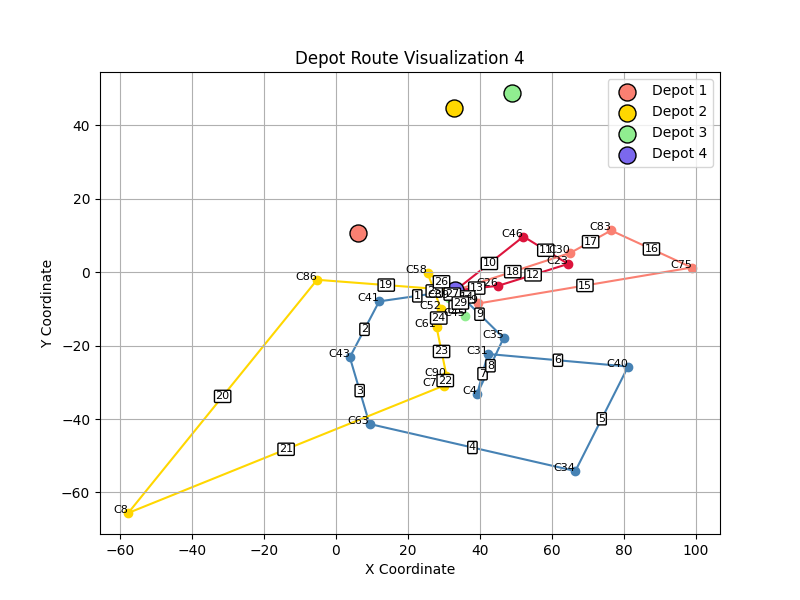 Depot Route Visualization 4
Depot 1
Depot 2
Depot 3
Depot 4
Y Coordinate
40
20
0
−20
−40
−60
−60
−40
−20
0
20
40
60
80
100
X Coordinate
C46
C83
C30
C23
C75
C26
C58
C86
C41
C52
C61
C43
C35
C31
C40
C90
C7
C4
C63
C34
C8
1
2
3
4
5
6
7
8
9
10
11
12
13
15
16
17
18
19
20
21
22
23
24
26
27
29